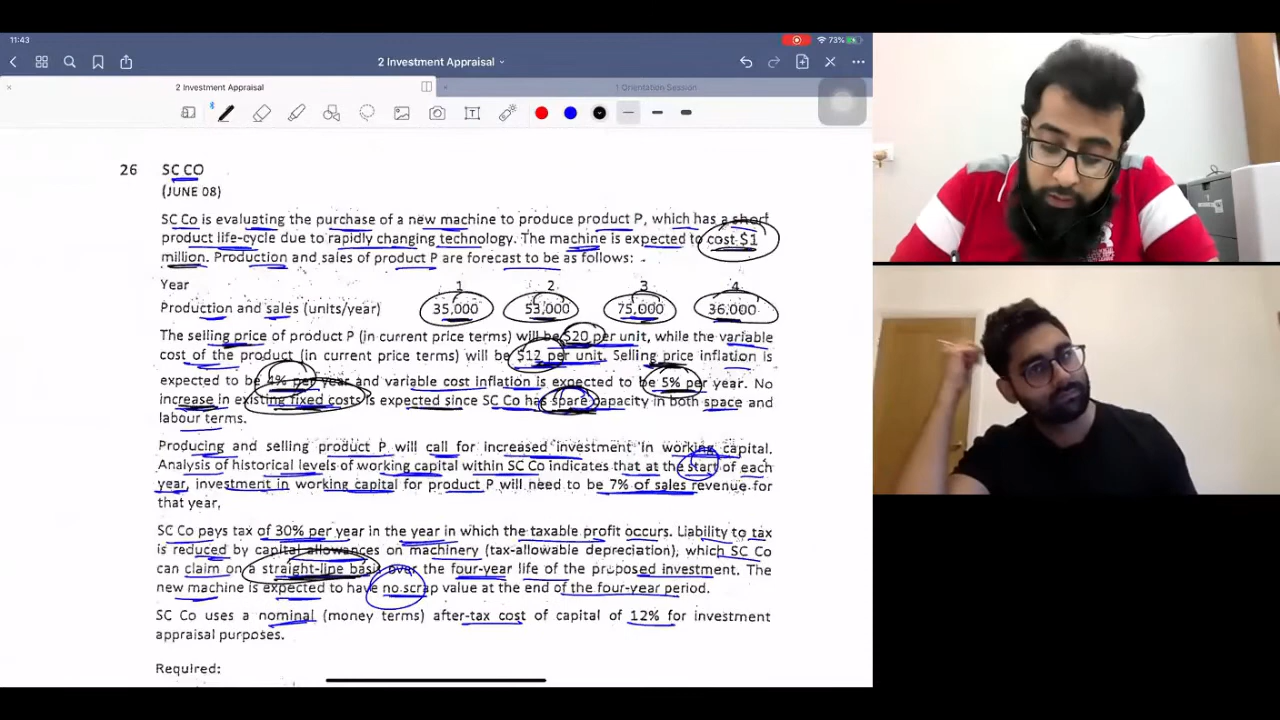 11:43
73%
2 Investment Appraisal
2 Investment Appraisal
1 Orientation Session
26 SC CO
(JUNE 08)
SC Co is evaluating the purchase of a new machine to produce product P, which has a short
product life-cycle due to rapidly changing technology. The machine is expected to cost $1
million. Production and sales of product P are forecast to be as follows:
Year 1 2 3 4
Production and sales (units/year) 35,000 53,000 75,000 36,000
The selling price of product P (in current price terms) will be $20 per unit, while the variable
cost of the product (in current price terms) will be $12 per unit. Selling price inflation is
expected to be 4% per year and variable cost inflation is expected to be 5% per year. No
increase in existing fixed costs is expected since SC Co has spare capacity in both space and
labour terms.
Producing and selling product P will call for increased investment in working capital.
Analysis of historical levels of working capital within SC Co indicates that at the start of each
year, investment in working capital for product P will need to be 7% of sales revenue for
that year,
SC Co pays tax of 30% per year in the year in which the taxable profit occurs. Liability to tax
is reduced by capital allowances on machinery (tax-allowable depreciation), which SC Co
can claim on a straight-line basis over the four-year life of the proposed investment. The
new machine is expected to have no scrap value at the end of the four-year period.
SC Co uses a nominal (money terms) after-tax cost of capital of 12% for investment
appraisal purposes.
Required: